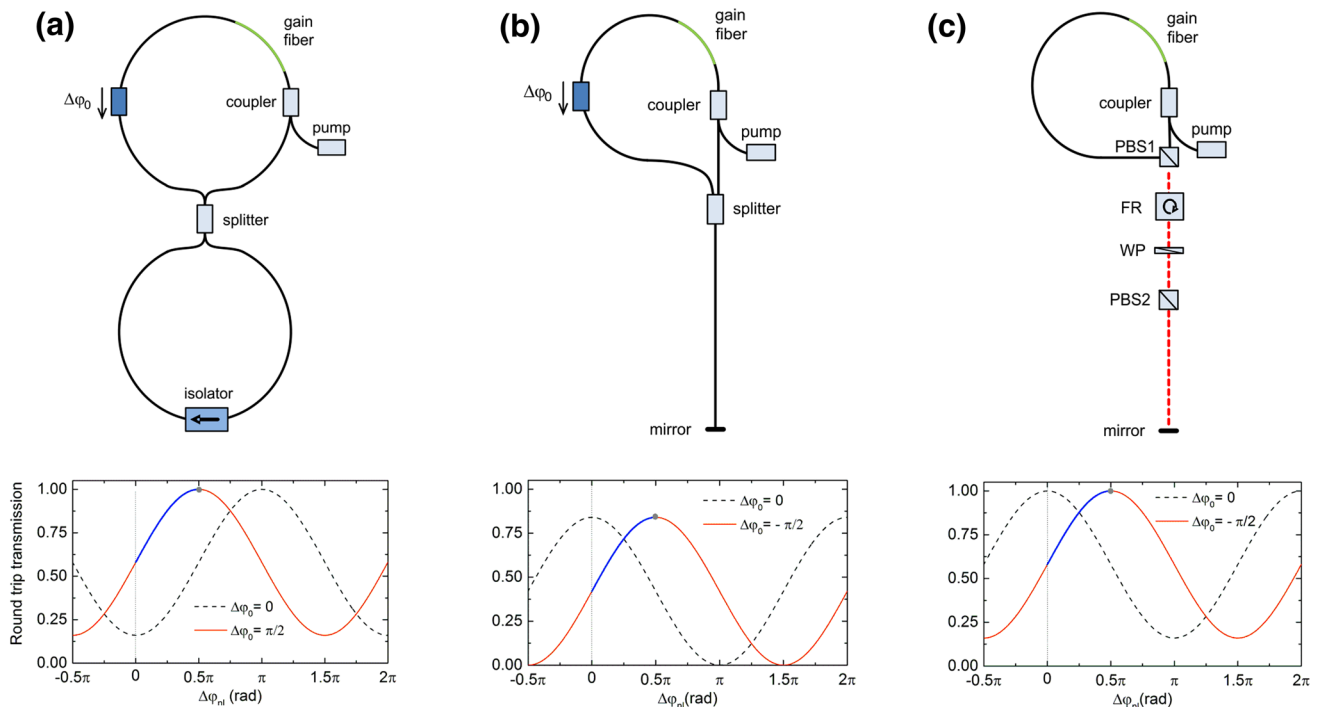 (a)
gain
fiber
Δφ₀
coupler
pump
splitter
isolator
Round trip transmission
1.00
0.75
0.50
0.25
0.00
Δφ₀= 0
Δφ₀= π/2
-0.5π 0 0.5π π 1.5π 2π
Δφₙₗ(rad)
(b)
gain
fiber
Δφ₀
coupler
pump
splitter
mirror
1.00
0.75
0.50
0.25
0.00
Δφ₀= 0
Δφ₀= - π/2
-0.5π 0 0.5π π 1.5π 2π
Δφₙₗ(rad)
(c)
gain
fiber
coupler
pump
PBS1
FR
WP
PBS2
mirror
1.00
0.75
0.50
0.25
0.00
Δφ₀= 0
Δφ₀= - π/2
-0.5π 0 0.5π π 1.5π 2π
Δφₙₗ(rad)